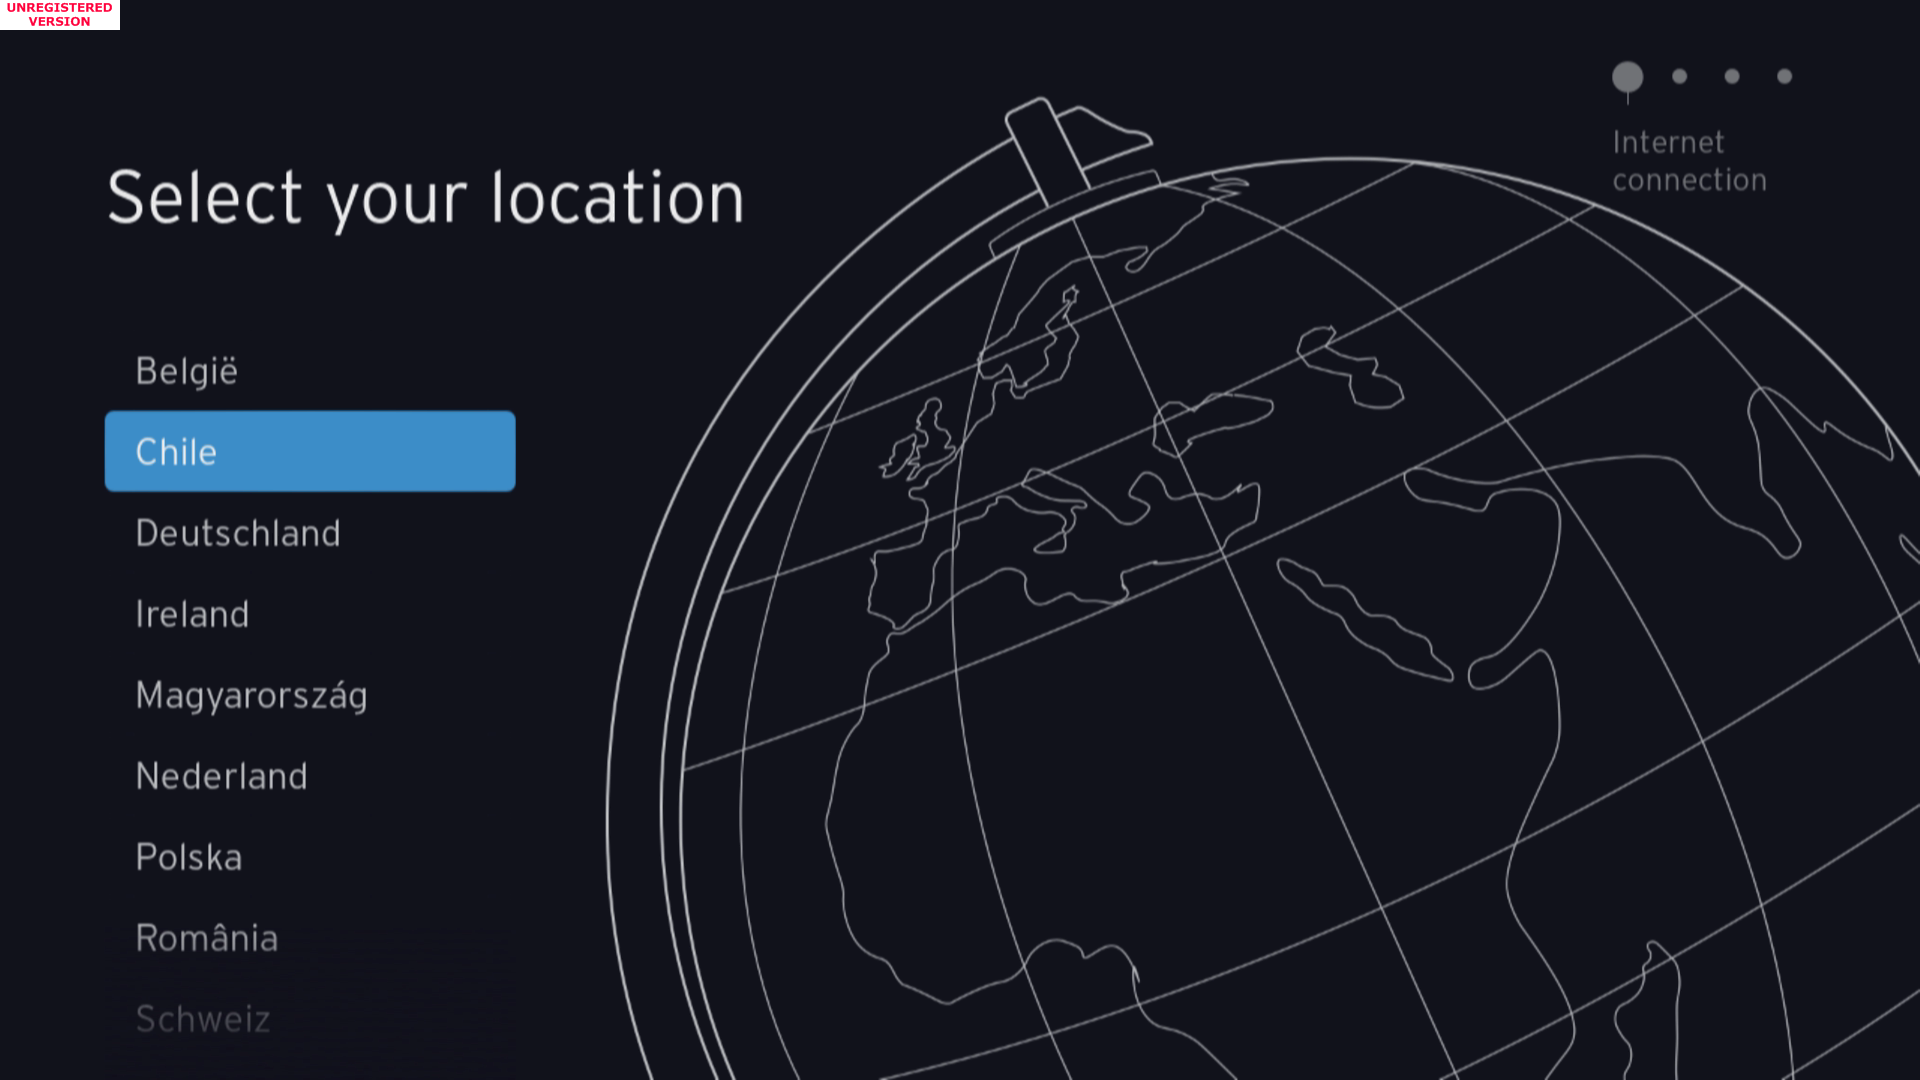 UNREGISTERED
VERSION
Internet
connection
Select your location
België
Chile
Deutschland
Ireland
Magyarország
Nederland
Polska
România
Schweiz